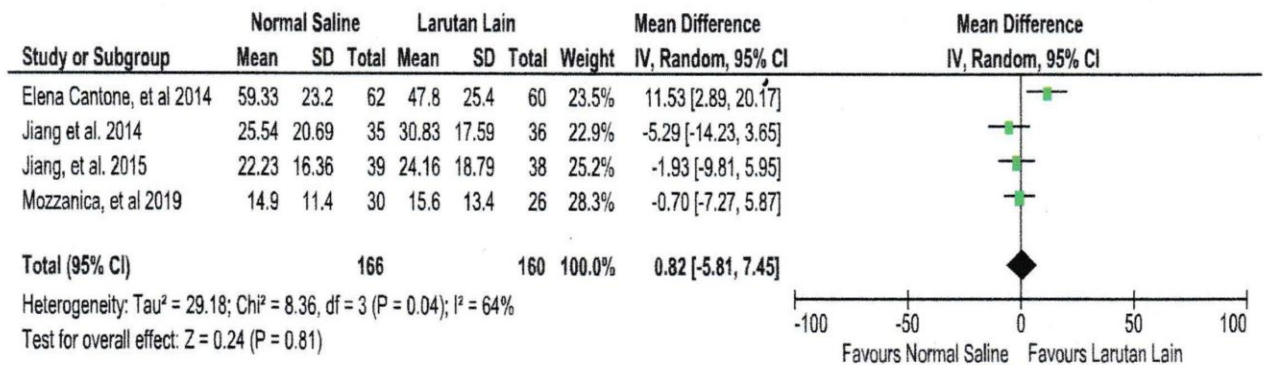 Normal Saline Larutan Lain Mean Difference Mean Difference
Study or Subgroup Mean SD Total Mean SD Total Weight IV, Random, 95% CI IV, Random, 95% CI
Elena Cantone, et al 2014 59.33 23.2 62 47.8 25.4 60 23.5% 11.53 [2.89, 20.17]
Jiang et al. 2014 25.54 20.69 35 30.83 17.59 36 22.9% -5.29 [-14.23, 3.65]
Jiang, et al. 2015 22.23 16.36 39 24.16 18.79 38 25.2% -1.93 [-9.81, 5.95]
Mozzanica, et al 2019 14.9 11.4 30 15.6 13.4 26 28.3% -0.70 [-7.27, 5.87]
Total (95% CI) 166 160 100.0% 0.82 [-5.81, 7.45]
Heterogeneity: Tau² = 29.18; Chi² = 8.36, df = 3 (P = 0.04); I² = 64%
Test for overall effect: Z = 0.24 (P = 0.81)
-100 -50 0 50 100
Favours Normal Saline Favours Larutan Lain